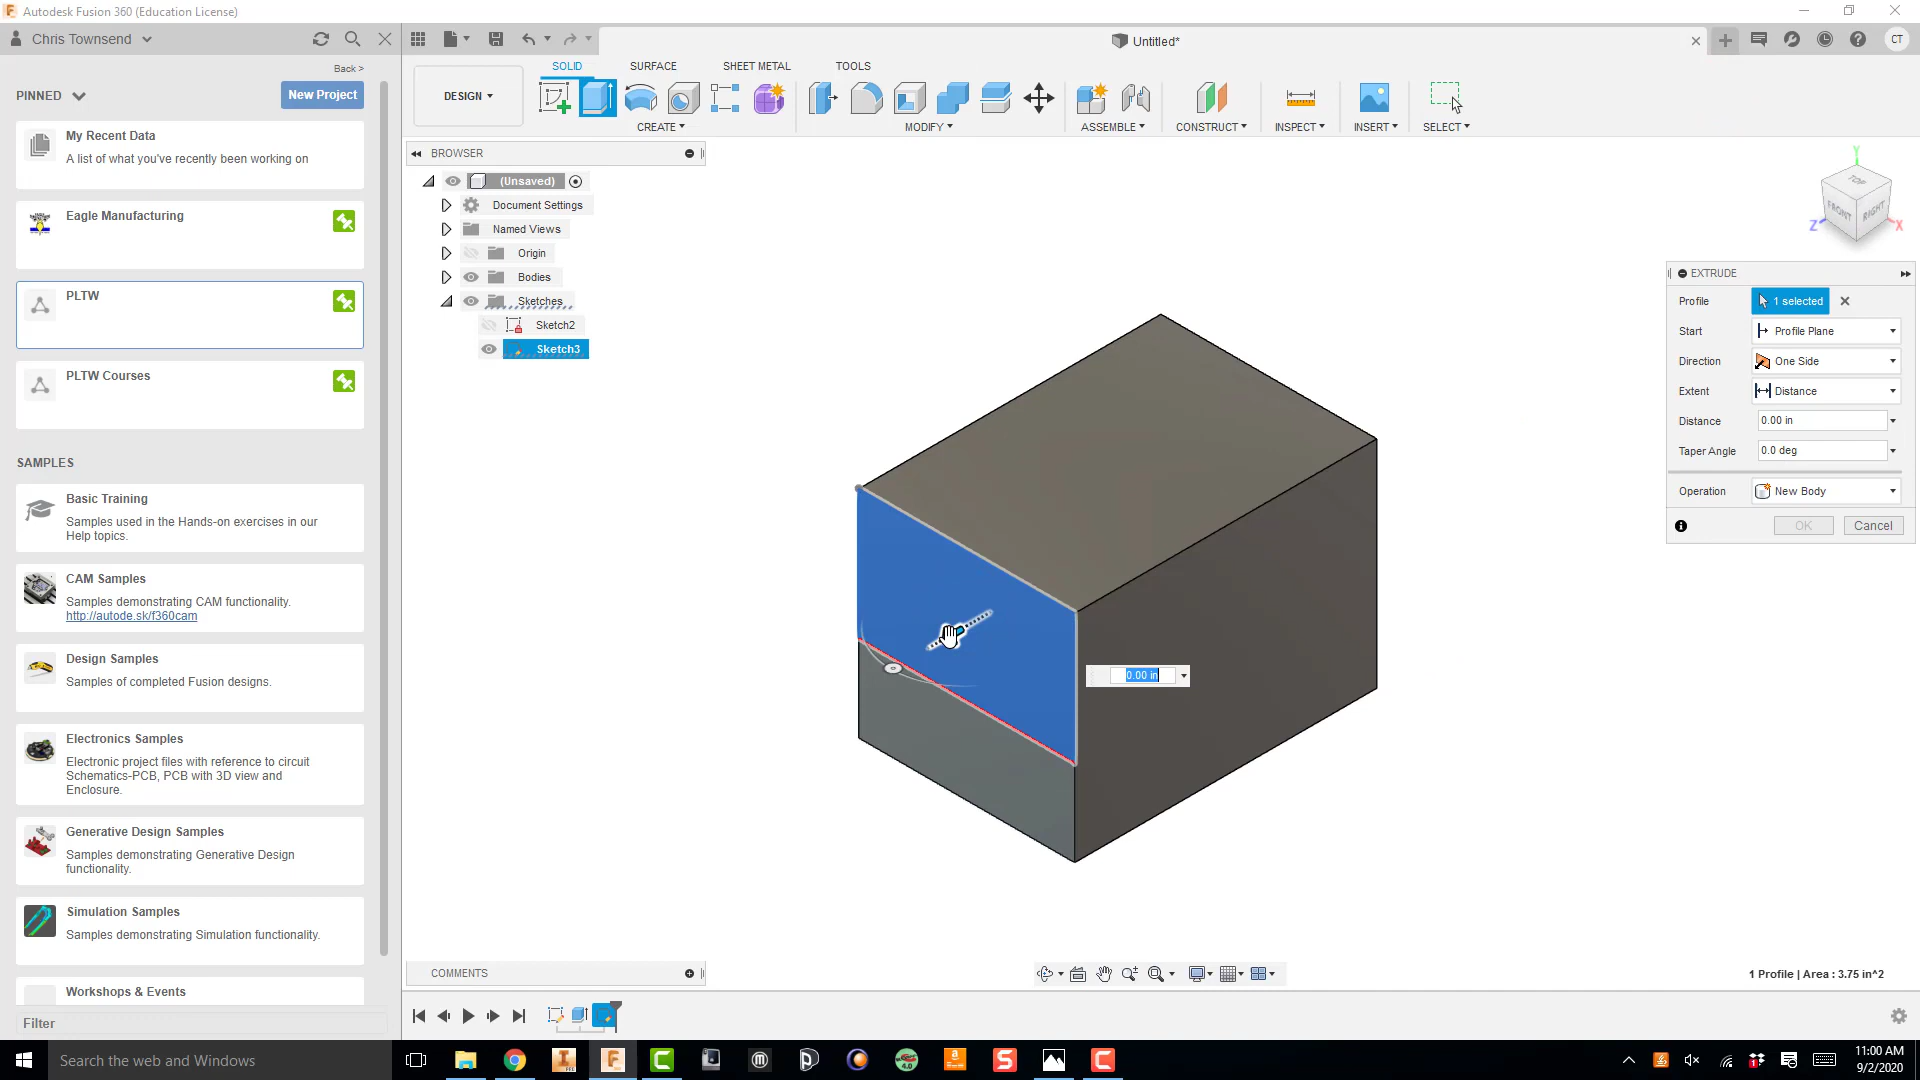 Autodesk Fusion 360 (Education License)
Chris Townsend
Untitled*
CT
Back >
PINNED
New Project
My Recent Data
A list of what you've recently been working on
Eagle Manufacturing
PLTW
PLTW Courses
SAMPLES
Basic Training
Samples used in the Hands-on exercises in our
Help topics.
CAM Samples
Samples demonstrating CAM functionality.
http://autode.sk/f360cam
Design Samples
Samples of completed Fusion designs.
Electronics Samples
Electronic project files with reference to circuit
Schematics-PCB, PCB with 3D view and
Enclosure.
Generative Design Samples
Samples demonstrating Generative Design
functionality.
Simulation Samples
Samples demonstrating Simulation functionality.
Workshops & Events
Filter
SOLID SURFACE SHEET METAL TOOLS
DESIGN
CREATE MODIFY ASSEMBLE CONSTRUCT INSPECT INSERT SELECT
BROWSER
(Unsaved)
Document Settings
Named Views
Origin
Bodies
Sketches
Sketch2
Sketch3
Y
TOP
FRONT
RIGHT
Z
X
EXTRUDE
Profile 1 selected
Start Profile Plane
Direction One Side
Extent Distance
Distance 0.00 in
Taper Angle 0.0 deg
Operation New Body
OK Cancel
0.00 in
COMMENTS
1 Profile | Area : 3.75 in^2
Search the web and Windows
11:00 AM
9/2/2020